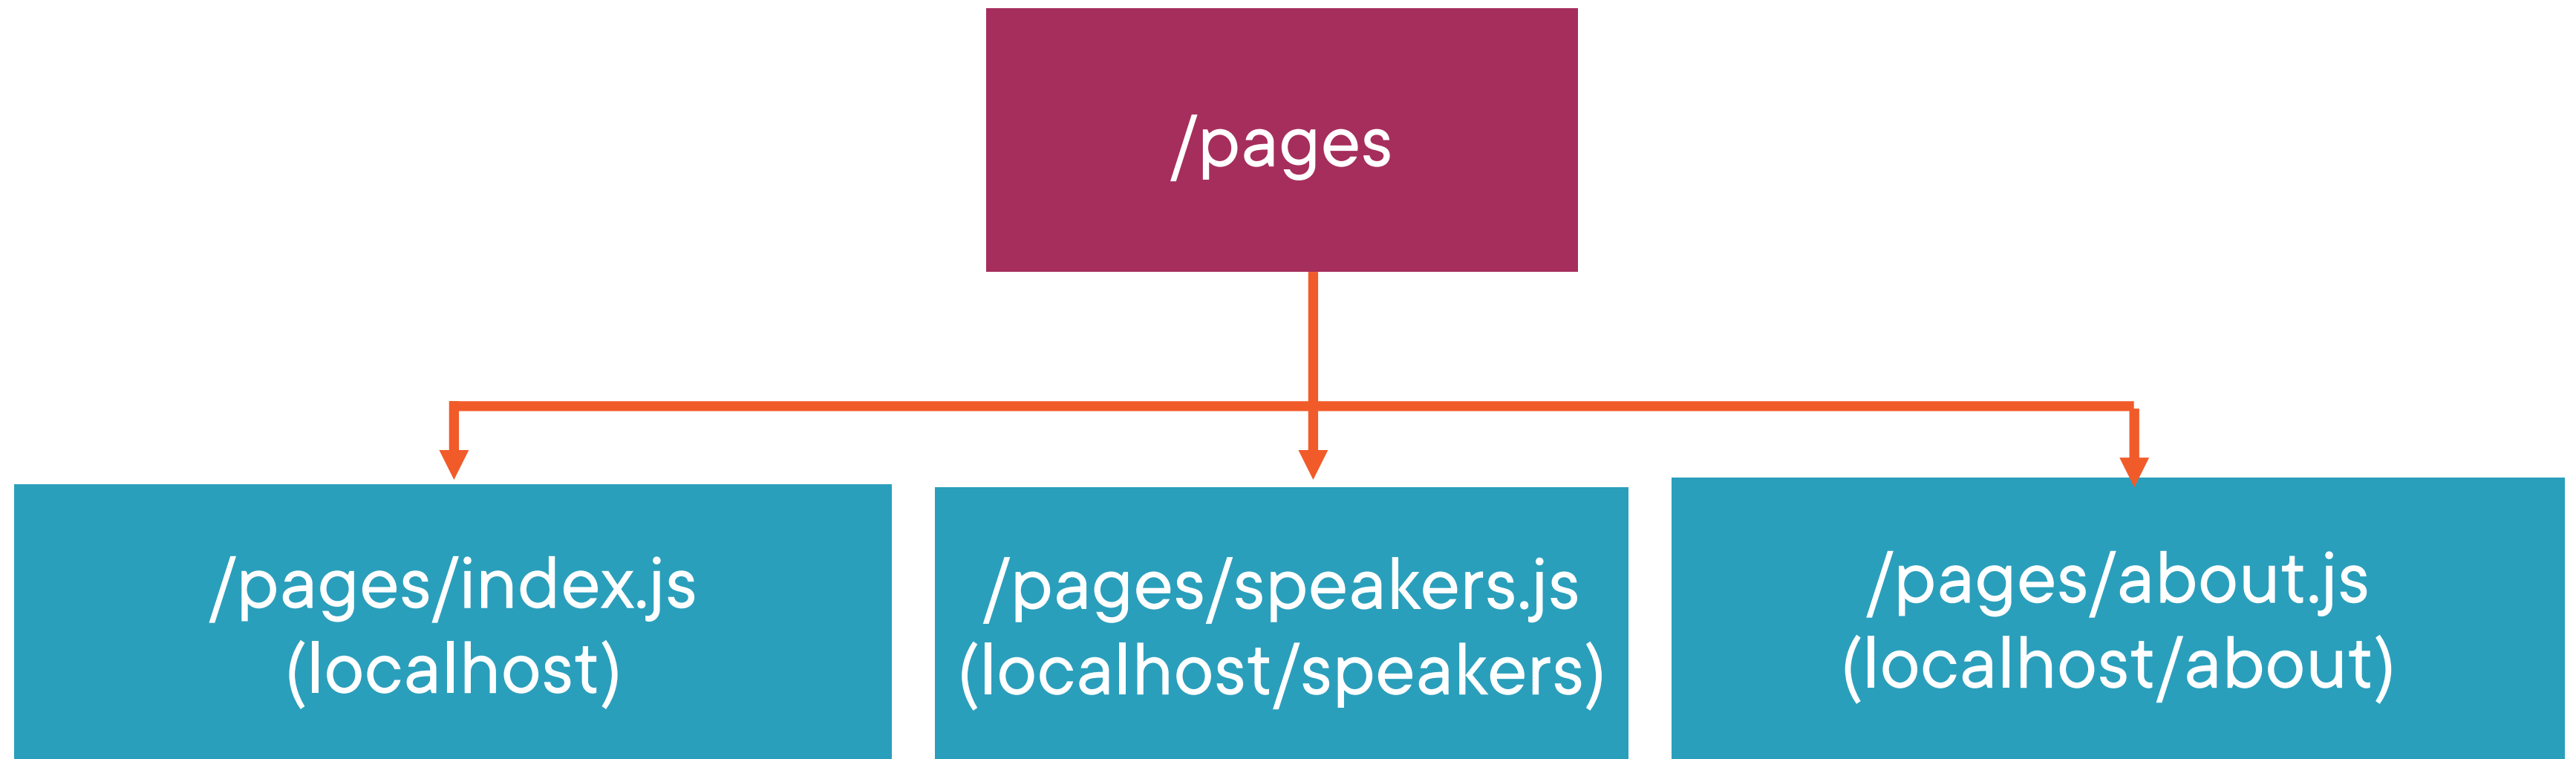 /pages
/pages/index.js
(localhost)
/pages/speakers.js
(localhost/speakers)
/pages/about.js
(localhost/about)